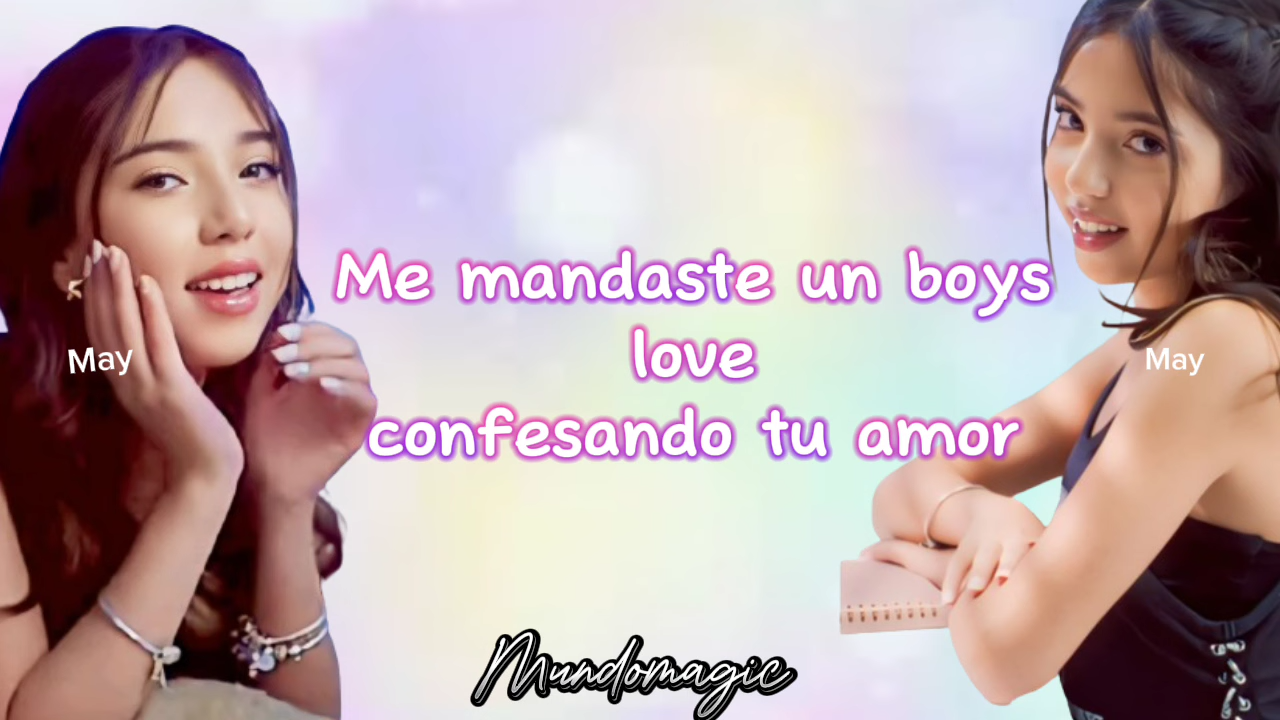 Me mandaste un boys
love
confesando tu amor
May
May
Mundomagic